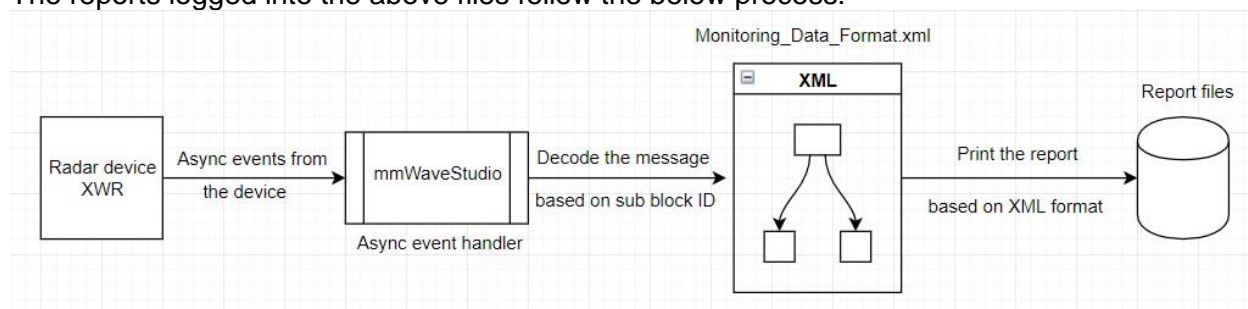 The reports logged into the above files follow the below process.
Monitoring_Data_Format.xml
XML
Report files
Radar device
XWR
Async events from
the device
mmWaveStudio
Async event handler
Decode the message
based on sub block ID
Print the report
based on XML format